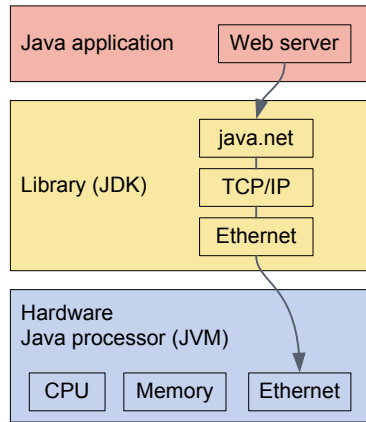 Java application
Web server
java.net
Library (JDK)
TCP/IP
Ethernet
Hardware
Java processor (JVM)
CPU
Memory
Ethernet